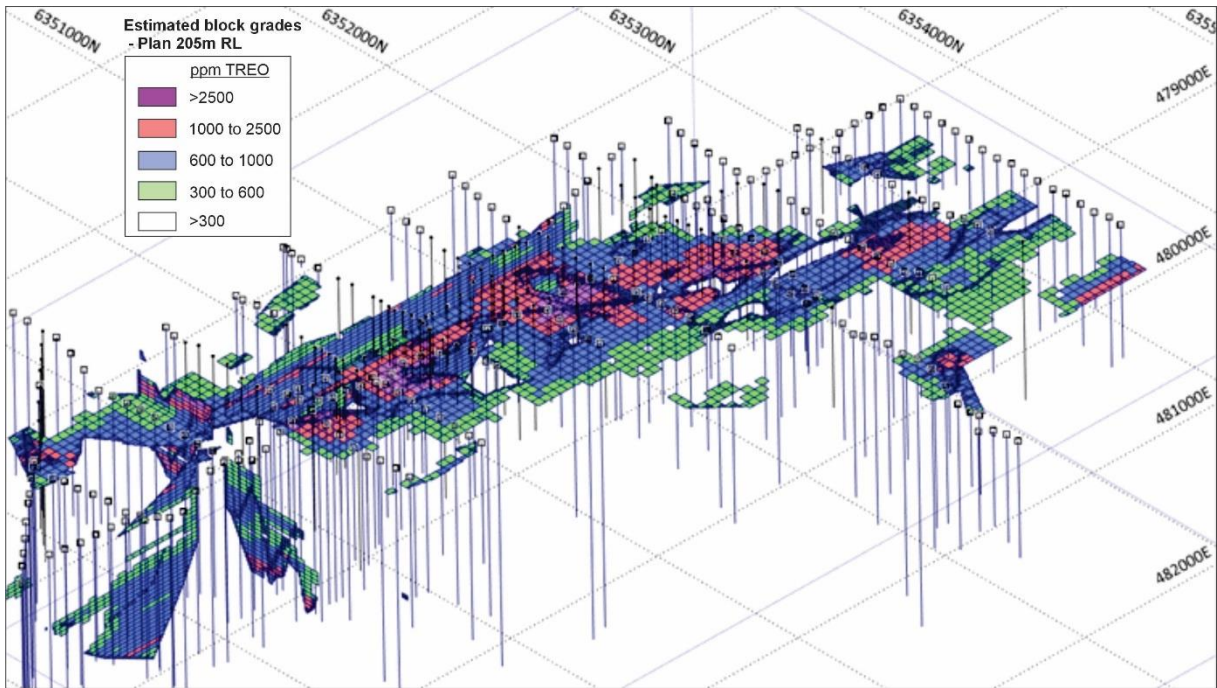 6351000N
6352000N
6353000N
6354000N
6355
479000E
480000E
481000E
482000E
Estimated block grades
- Plan 205m RL
ppm TREO
>2500
1000 to 2500
600 to 1000
300 to 600
>300